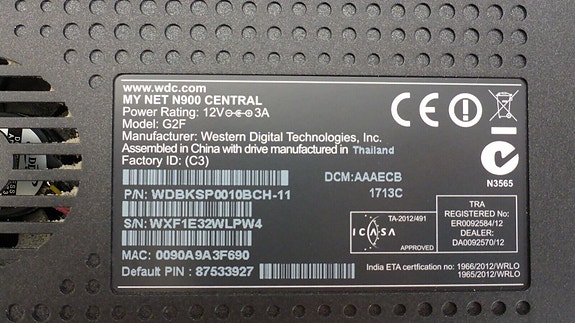 www.wdc.com
MY NET N900 CENTRAL
Power Rating: 12V 3A
Model: G2F
Manufacturer: Western Digital Technologies, Inc.
Assembled in China with drive manufactured in Thailand
Factory ID: (C3)
DCM:AAAECB
1713C
P/N: WDBKSP0010BCH-11
S/N: WXF1E32WLPW4
MAC: 0090A9A3F690
Default PIN : 87533927
CE
N3565
TA-2012/491
ICASA
APPROVED
TRA
REGISTERED No:
ER0092584/12
DEALER:
DA0092570/12
India ETA certfication no: 1966/2012/WRLO
1965/2012/WRLO